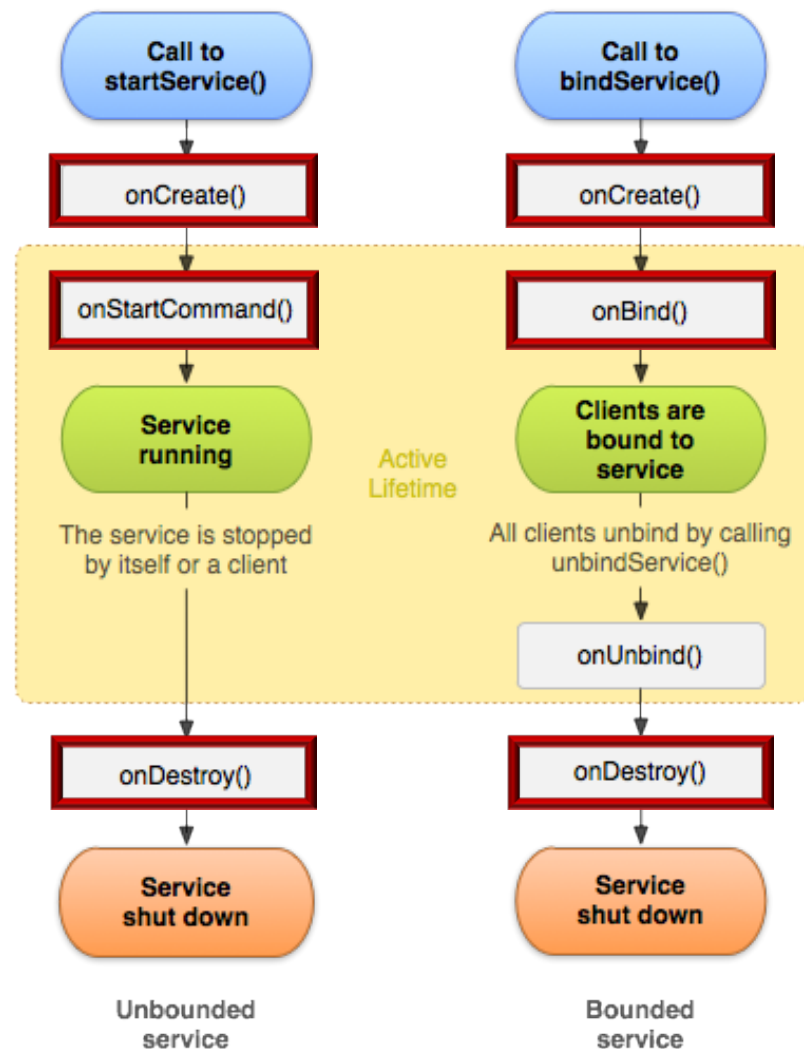 Call to
startService()
onCreate()
onStartCommand()
Service
running
The service is stopped
by itself or a client
onDestroy()
Service
shut down
Unbounded
service
Active
Lifetime
Call to
bindService()
onCreate()
onBind()
Clients are
bound to
service
All clients unbind by calling
unbindService()
onUnbind()
onDestroy()
Service
shut down
Bounded
service